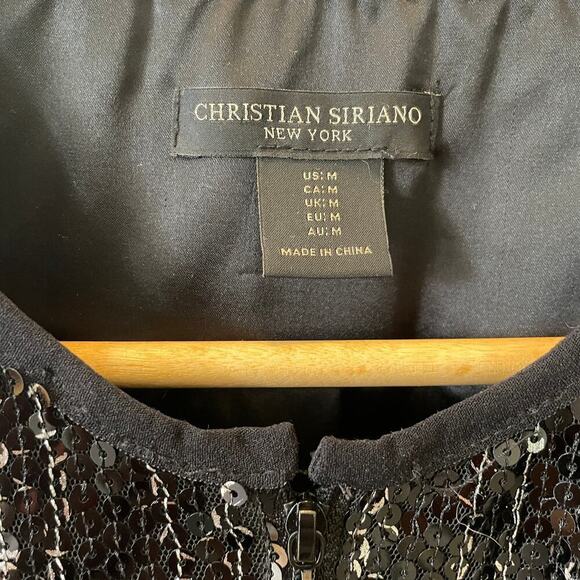 CHRISTIAN SIRIANO
NEW YORK
US: M
CA: M
UK: M
EU: M
AU: M
MADE IN CHINA